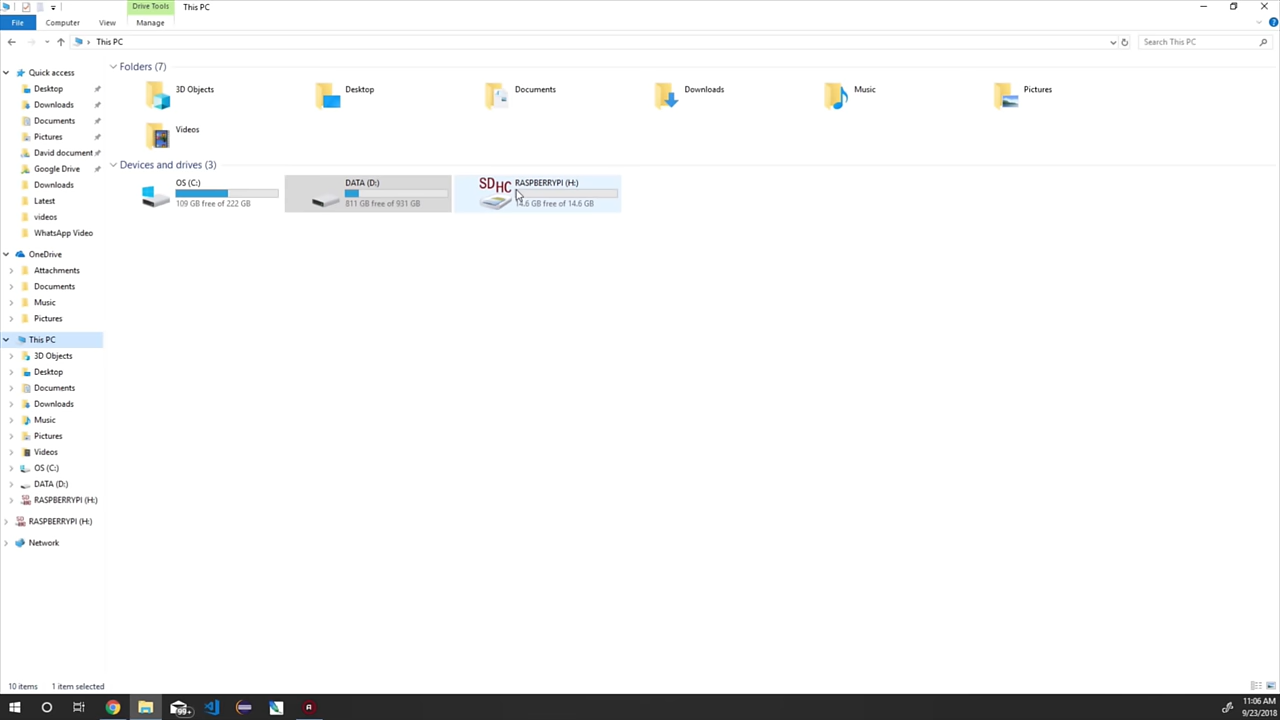 Drive Tools This PC
File Computer View Manage
This PC
Search This PC
Quick access
Desktop
Downloads
Documents
Pictures
David document
Google Drive
Downloads
Latest
videos
WhatsApp Video
OneDrive
Attachments
Documents
Music
Pictures
This PC
3D Objects
Desktop
Documents
Downloads
Music
Pictures
Videos
OS (C:)
DATA (D:)
RASPBERRYPI (H:)
RASPBERRYPI (H:)
Network
Folders (7)
3D Objects Desktop Documents Downloads Music Pictures
Videos
Devices and drives (3)
OS (C:)
109 GB free of 222 GB
DATA (D:)
811 GB free of 931 GB
SDHC
RASPBERRYPI (H:)
14.6 GB free of 14.6 GB
10 items 1 item selected
99+
11:06 AM
9/23/2018